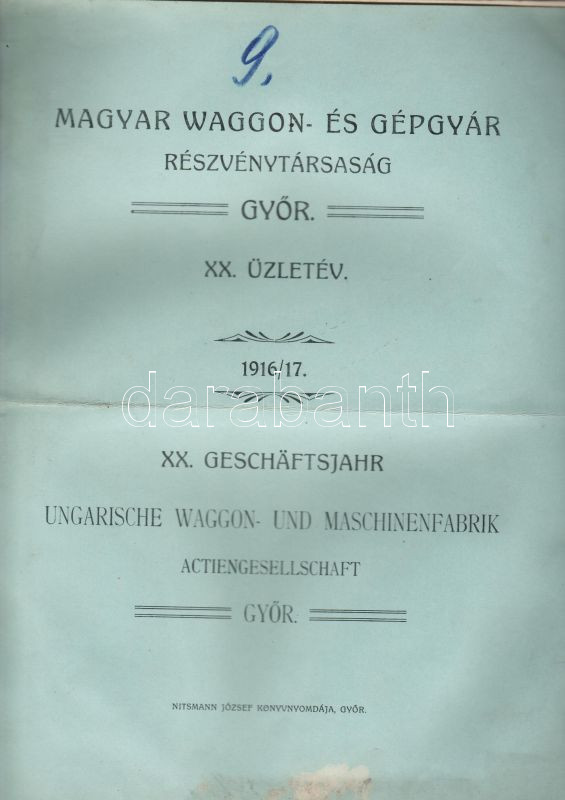 9.
MAGYAR WAGGON- ÉS GÉPGYÁR
RÉSZVÉNYTÁRSASÁG
GYŐR.
XX. ÜZLETÉV.
1916/17.
darabanth
XX. GESCHÄFTSJAHR
UNGARISCHE WAGGON- UND MASCHINENFABRIK
ACTIENGESELLSCHAFT
GYŐR.
NITSMANN JÓZSEF KÖNYVNYOMDÁJA, GYŐR.